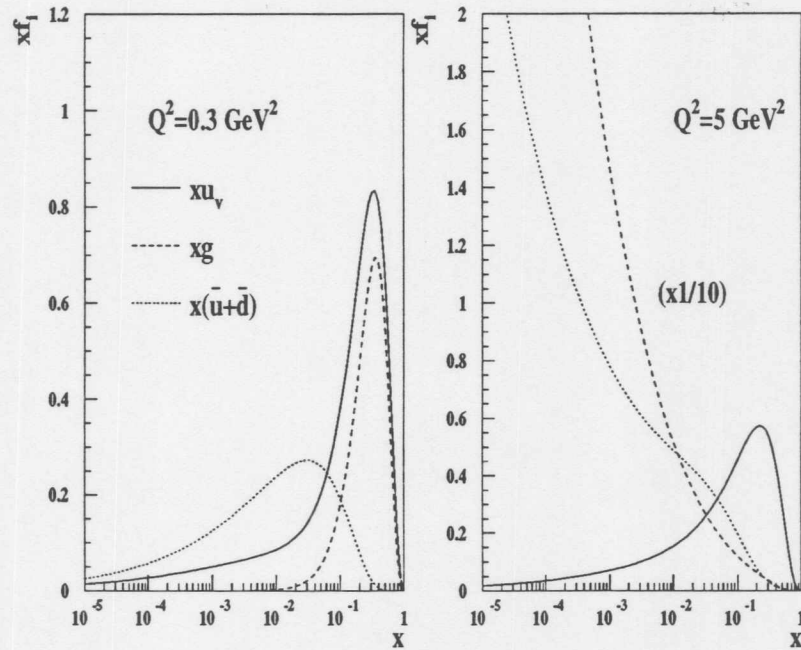 xf_i
1.2
1
0.8
0.6
0.4
0.2
0
Q²=0.3 GeV²
xu_v
xg
x(ū+d̄)
10⁻⁵ 10⁻⁴ 10⁻³ 10⁻² 10⁻¹ 1
x
xf_i
2
1.8
1.6
1.4
1.2
1
0.8
0.6
0.4
0.2
0
Q²=5 GeV²
(x1/10)
10⁻⁵ 10⁻⁴ 10⁻³ 10⁻² 10⁻¹ 1
x